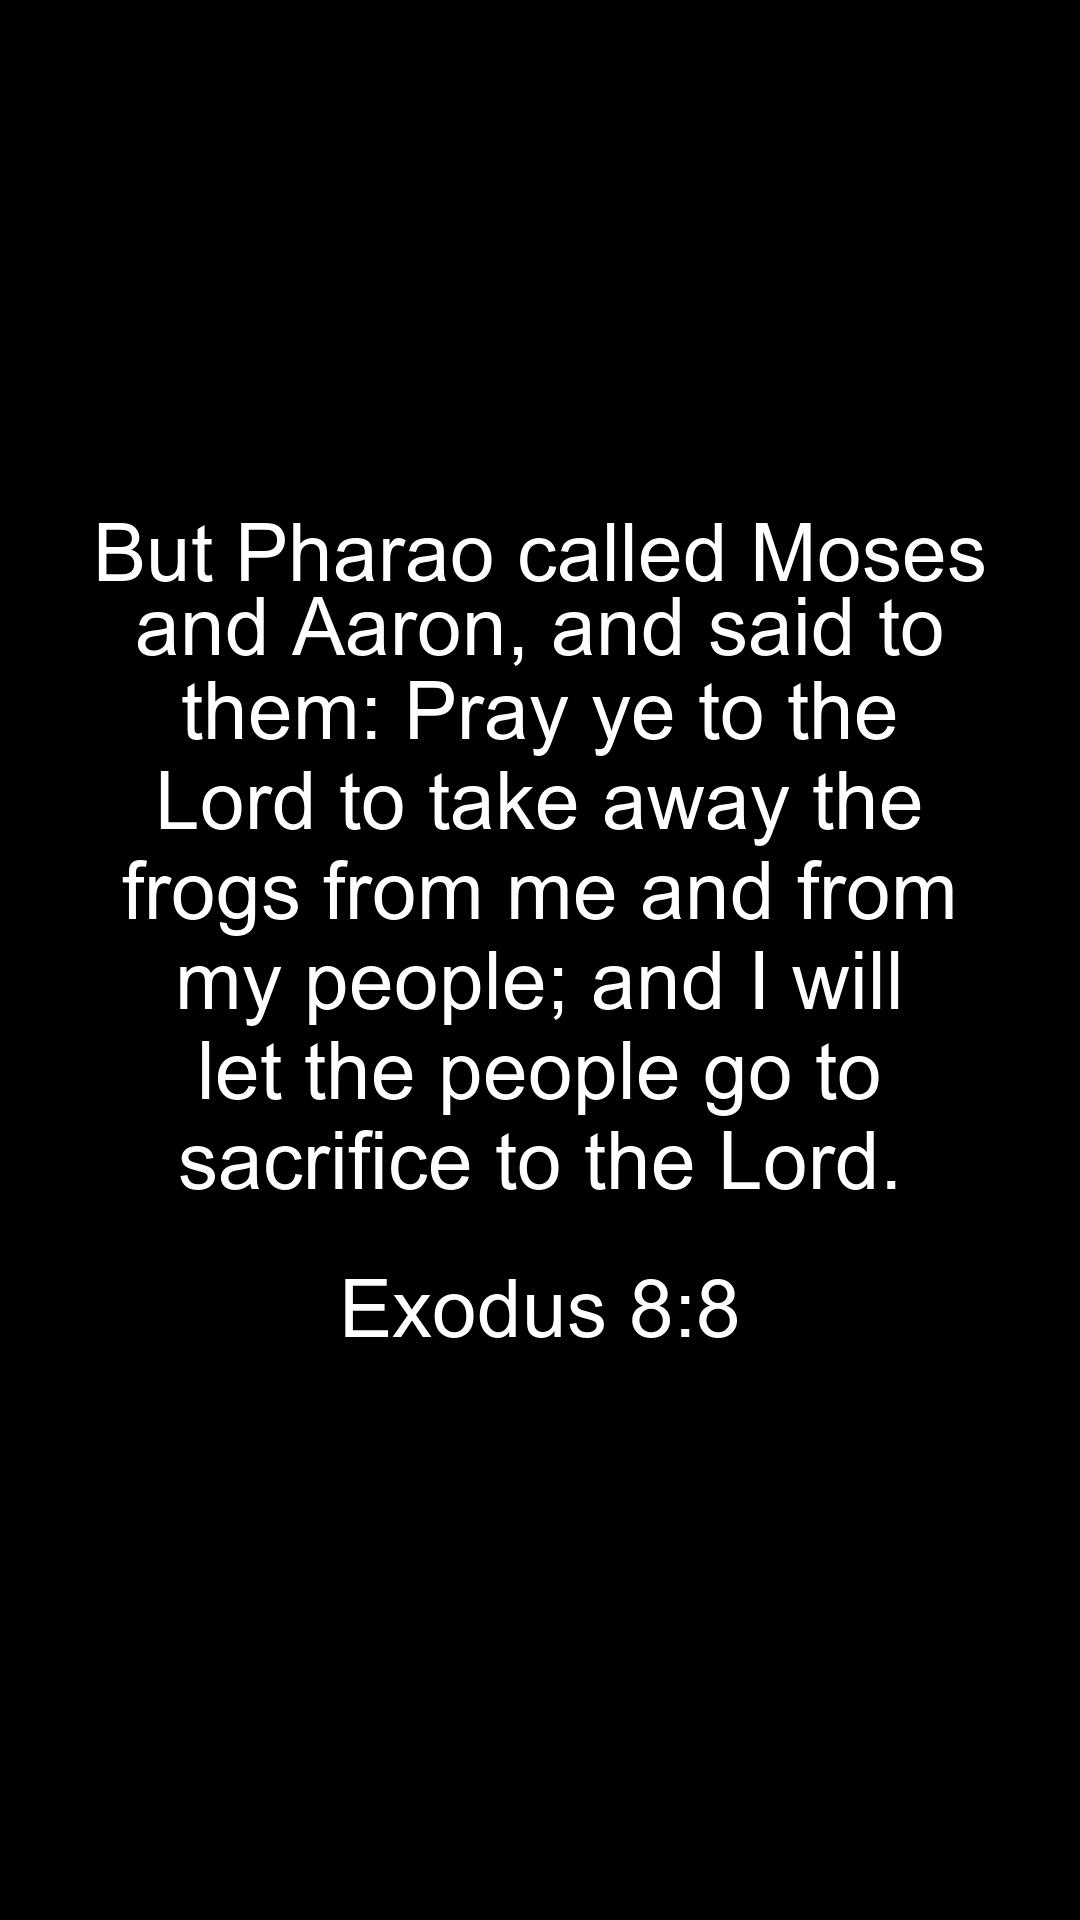 But Pharao called Moses
and Aaron, and said to
them: Pray ye to the
Lord to take away the
frogs from me and from
my people; and I will
let the people go to
sacrifice to the Lord.
Exodus 8:8